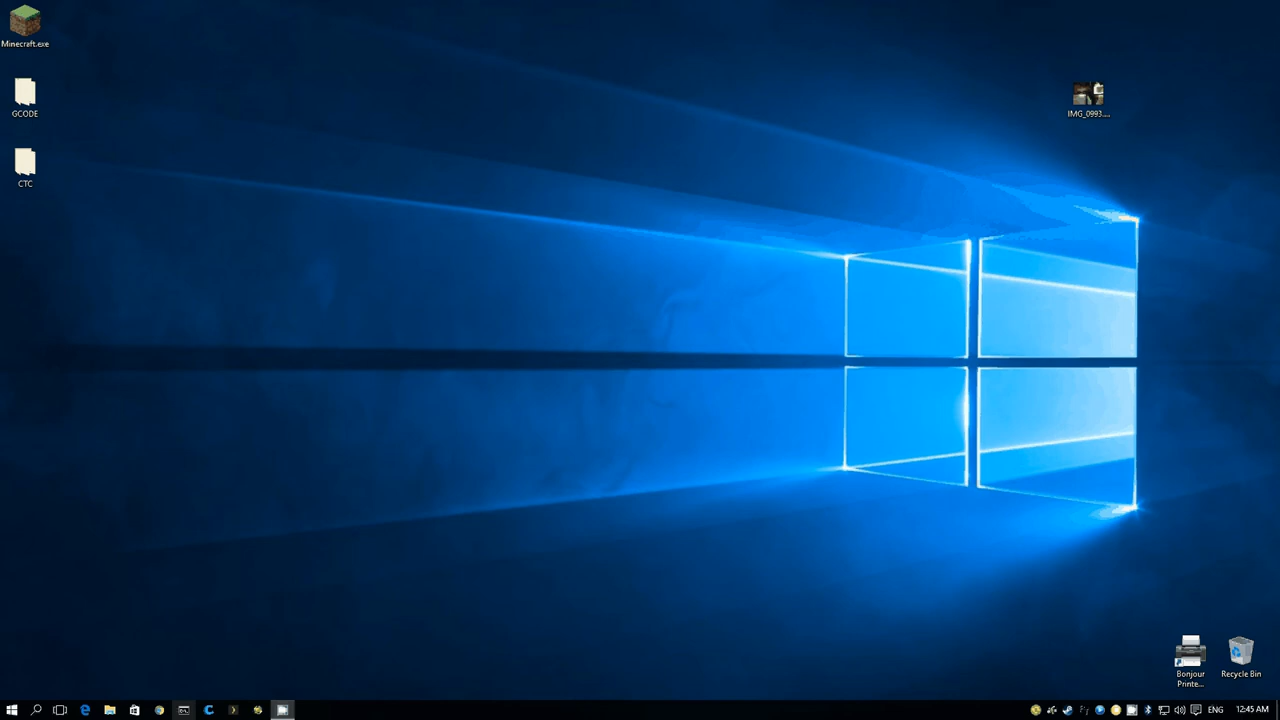 Minecraft.exe
GCODE
CTC
IMG_0993....
Bonjour
Printe...
Recycle Bin
ENG
12:45 AM